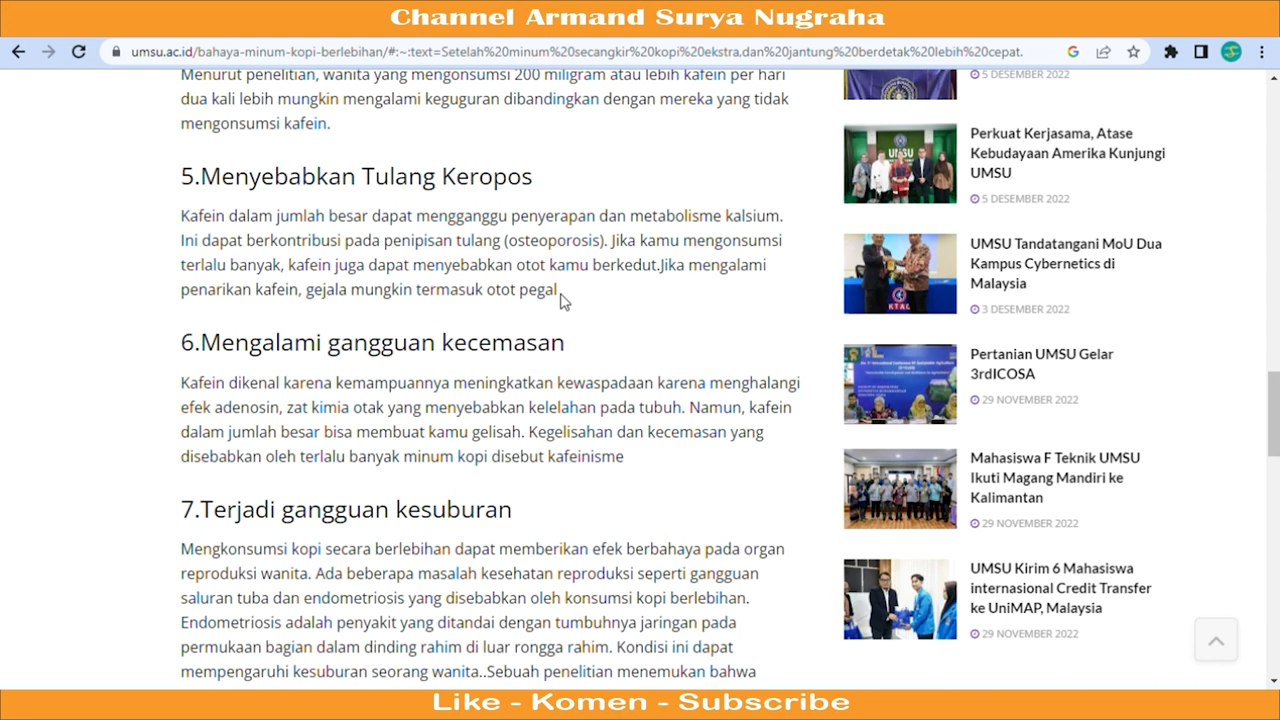 Channel Armand Surya Nugraha
umsu.ac.id/bahaya-minum-kopi-berlebihan/#:~:text=Setelah%20minum%20secangkir%20kopi%20ekstra,dan%20jantung%20berdetak%20lebih%20cepat.
Menurut penelitian, wanita yang mengonsumsi 200 miligram atau lebih kafein per hari
dua kali lebih mungkin mengalami keguguran dibandingkan dengan mereka yang tidak
mengonsumsi kafein.
5.Menyebabkan Tulang Keropos
Kafein dalam jumlah besar dapat mengganggu penyerapan dan metabolisme kalsium.
Ini dapat berkontribusi pada penipisan tulang (osteoporosis). Jika kamu mengonsumsi
terlalu banyak, kafein juga dapat menyebabkan otot kamu berkedut.Jika mengalami
penarikan kafein, gejala mungkin termasuk otot pegal
6.Mengalami gangguan kecemasan
Kafein dikenal karena kemampuannya meningkatkan kewaspadaan karena menghalangi
efek adenosin, zat kimia otak yang menyebabkan kelelahan pada tubuh. Namun, kafein
dalam jumlah besar bisa membuat kamu gelisah. Kegelisahan dan kecemasan yang
disebabkan oleh terlalu banyak minum kopi disebut kafeinisme
7.Terjadi gangguan kesuburan
Mengkonsumsi kopi secara berlebihan dapat memberikan efek berbahaya pada organ
reproduksi wanita. Ada beberapa masalah kesehatan reproduksi seperti gangguan
saluran tuba dan endometriosis yang disebabkan oleh konsumsi kopi berlebihan.
Endometriosis adalah penyakit yang ditandai dengan tumbuhnya jaringan pada
permukaan bagian dalam dinding rahim di luar rongga rahim. Kondisi ini dapat
mempengaruhi kesuburan seorang wanita..Sebuah penelitian menemukan bahwa
5 DESEMBER 2022
Perkuat Kerjasama, Atase
Kebudayaan Amerika Kunjungi
UMSU
5 DESEMBER 2022
UMSU Tandatangani MoU Dua
Kampus Cybernetics di
Malaysia
3 DESEMBER 2022
Pertanian UMSU Gelar
3rdICOSA
29 NOVEMBER 2022
Mahasiswa F Teknik UMSU
Ikuti Magang Mandiri ke
Kalimantan
29 NOVEMBER 2022
UMSU Kirim 6 Mahasiswa
internasional Credit Transfer
ke UniMAP, Malaysia
29 NOVEMBER 2022
Like - Komen - Subscribe